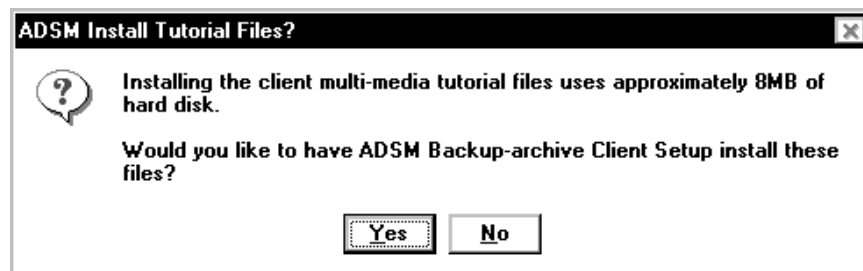 ADSM Install Tutorial Files?
Installing the client multi-media tutorial files uses approximately 8MB of
hard disk.
Would you like to have ADSM Backup-archive Client Setup install these
files?
Yes No